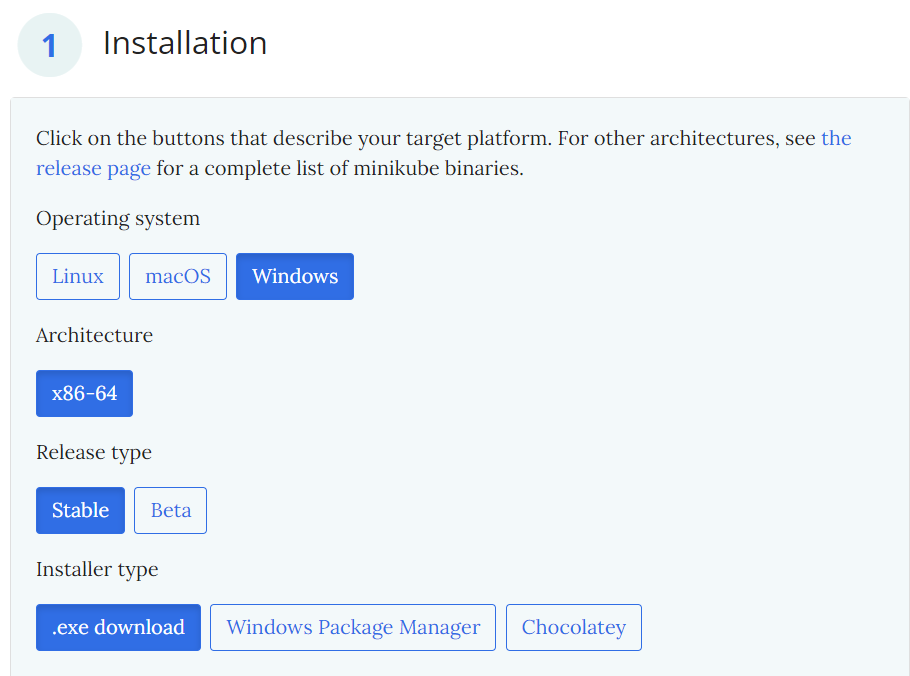 1 Installation
Click on the buttons that describe your target platform. For other architectures, see the
release page for a complete list of minikube binaries.
Operating system
Linux macOS Windows
Architecture
x86-64
Release type
Stable Beta
Installer type
.exe download Windows Package Manager Chocolatey